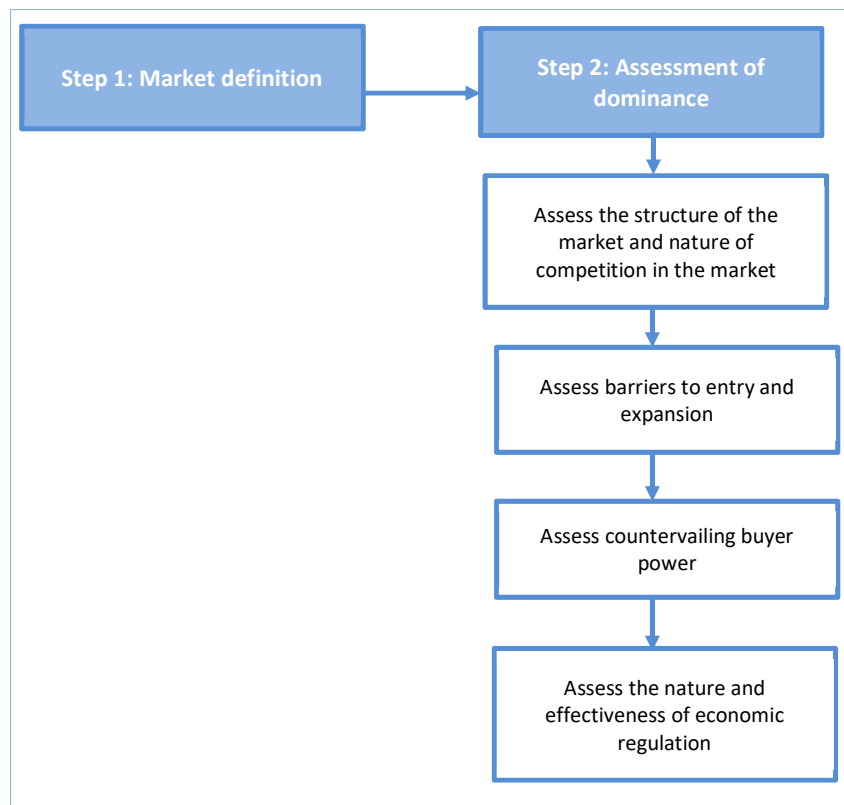 Step 1: Market definition
Step 2: Assessment of
dominance
Assess the structure of the
market and nature of
competition in the market
Assess barriers to entry and
expansion
Assess countervailing buyer
power
Assess the nature and
effectiveness of economic
regulation